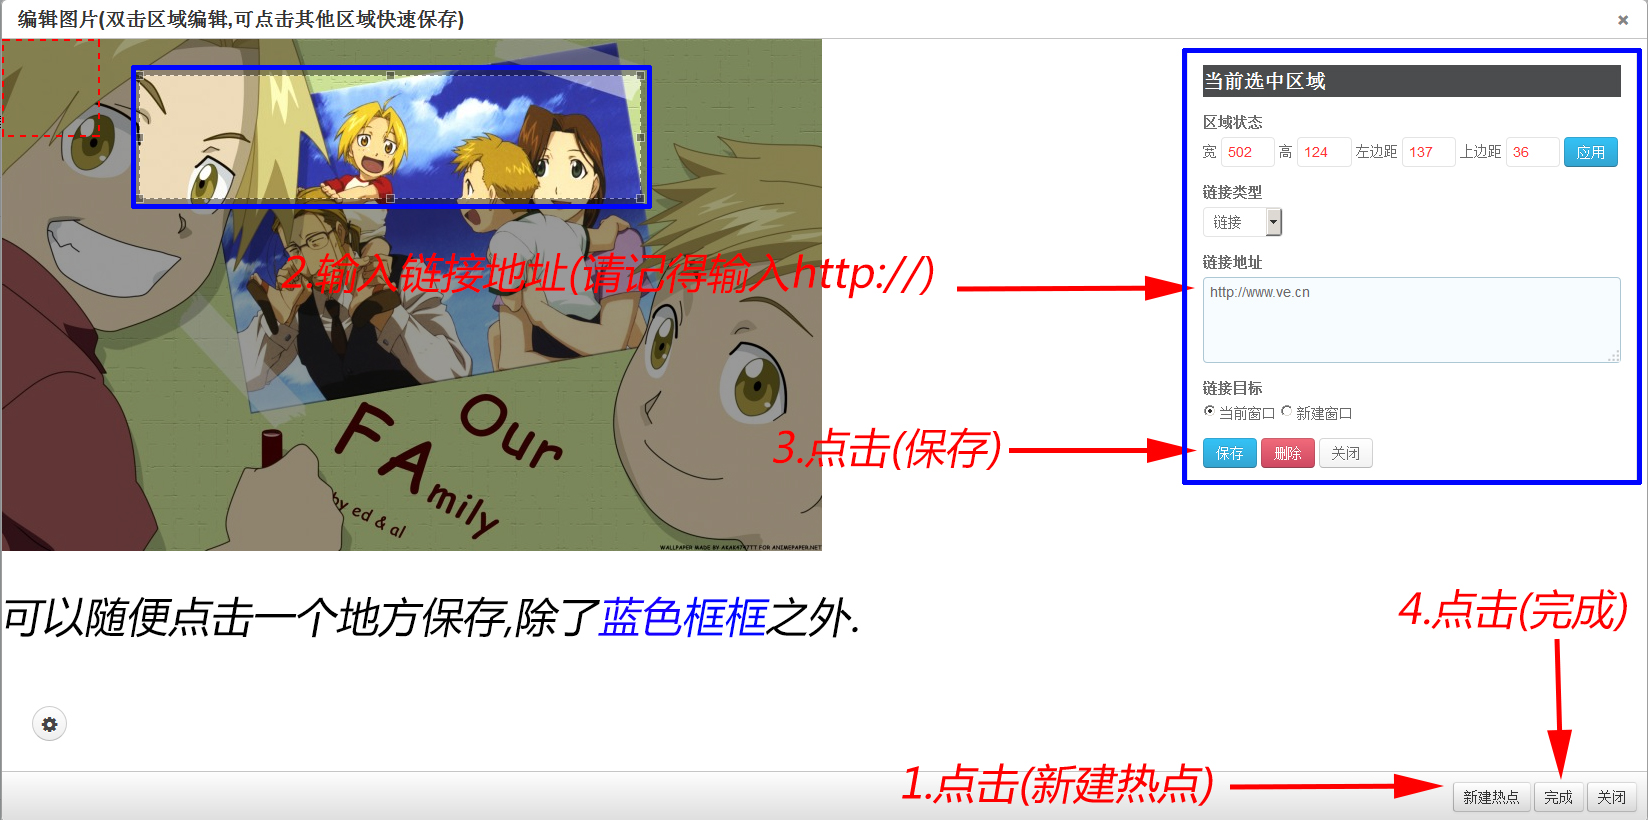 编辑图片(双击区域编辑,可点击其他区域快速保存)
×
当前选中区域
区域状态
宽 502 高 124 左边距 137 上边距 36 应用
链接类型
链接
2.输入链接地址(请记得输入http://)
链接地址
http://www.ve.cn
链接目标
当前窗口 新建窗口
3.点击(保存)
保存 删除 关闭
Our
FAmily
by ed & al
WALLPAPER MADE BY AKAK47F7TT FOR ANIMEPAPER.NET
可以随便点击一个地方保存,除了蓝色框框之外.
4.点击(完成)
1.点击(新建热点)
新建热点 完成 关闭